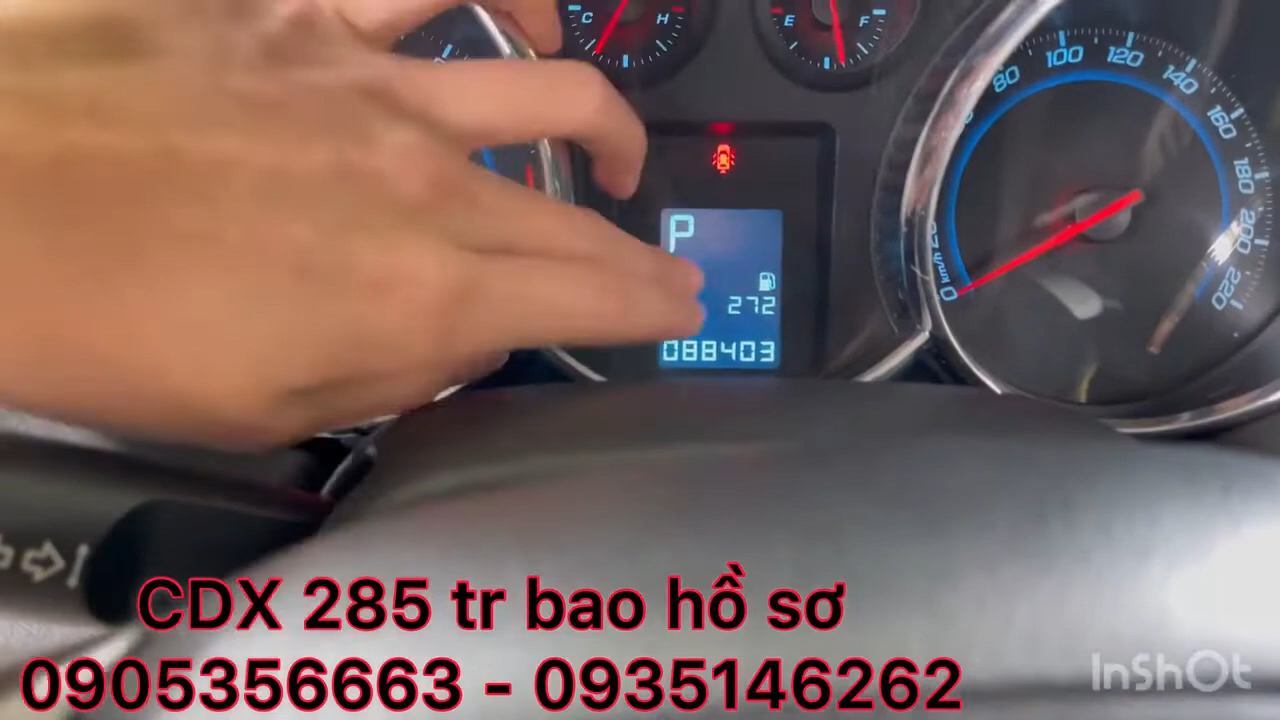 C H
E F
80 100 120 140 160 180 200 220
km/h
0
P
272
088403
CDX 285 tr bao hồ sơ
0905356663 - 0935146262
InShOt